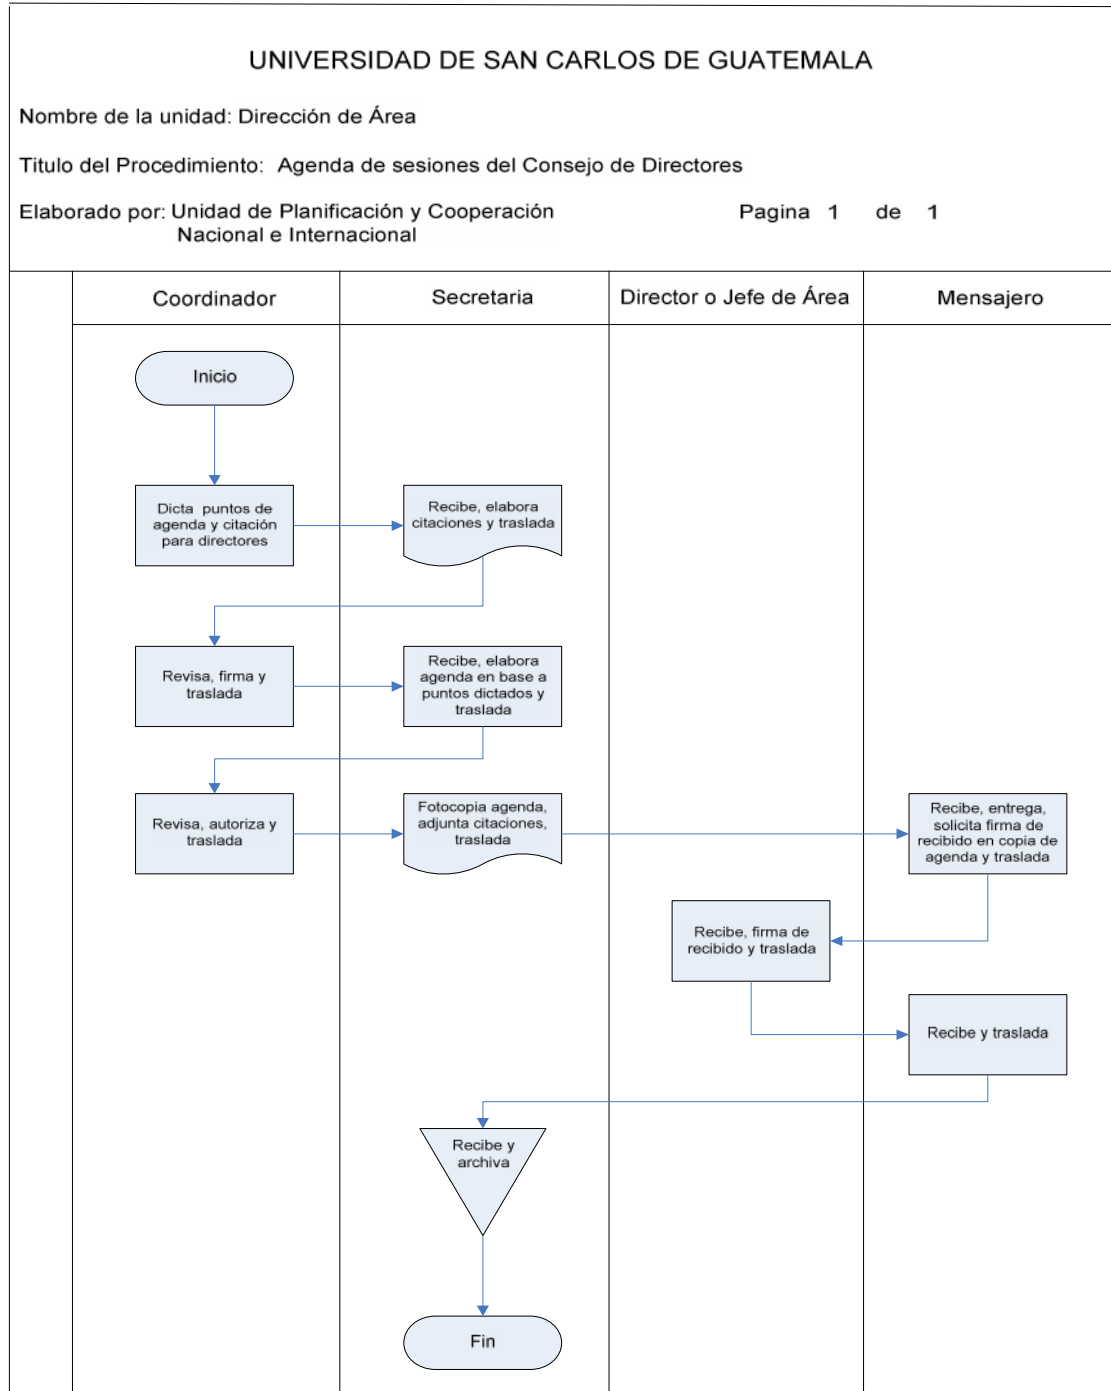 UNIVERSIDAD DE SAN CARLOS DE GUATEMALA
Nombre de la unidad: Dirección de Área
Titulo del Procedimiento: Agenda de sesiones del Consejo de Directores
Elaborado por: Unidad de Planificación y Cooperación
Nacional e Internacional
Pagina 1 de 1
Coordinador
Secretaria
Director o Jefe de Área
Mensajero
Inicio
Dicta puntos de
agenda y citación
para directores
Recibe, elabora
citaciones y traslada
Revisa, firma y
traslada
Recibe, elabora
agenda en base a
puntos dictados y
traslada
Revisa, autoriza y
traslada
Fotocopia agenda,
adjunta citaciones,
traslada
Recibe, entrega,
solicita firma de
recibido en copia de
agenda y traslada
Recibe, firma de
recibido y traslada
Recibe y traslada
Recibe y
archiva
Fin